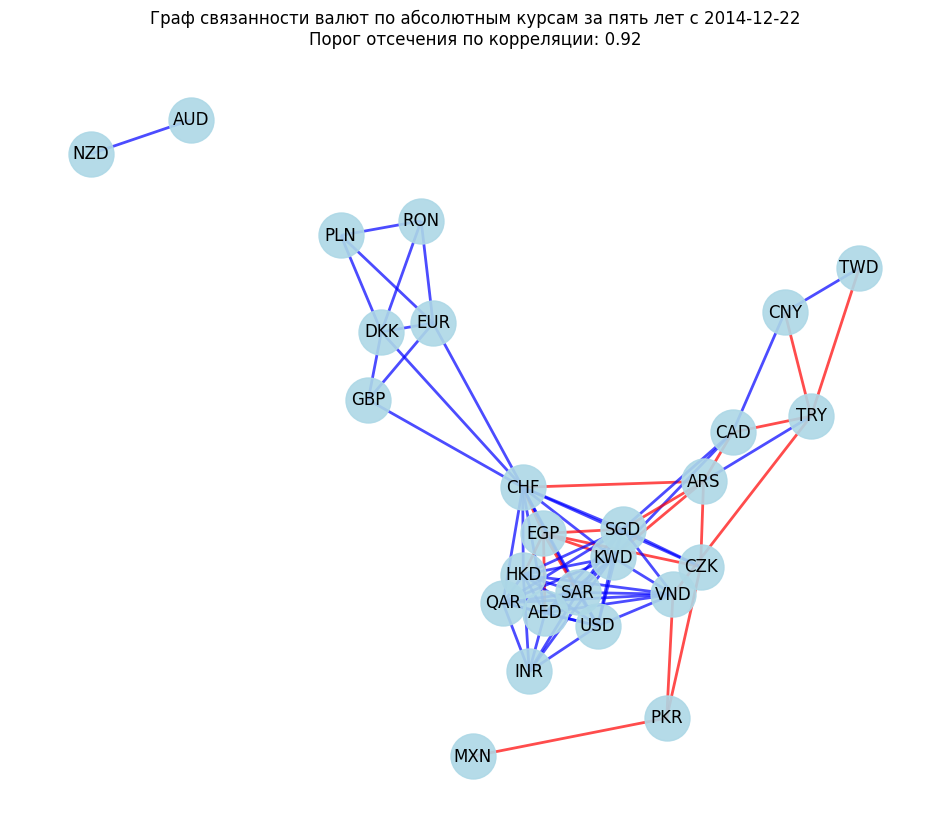 Граф связанности валют по абсолютным курсам за пять лет с 2014-12-22
Порог отсечения по корреляции: 0.92
AUD
NZD
RON
PLN
TWD
CNY
EUR
DKK
GBP
TRY
CAD
ARS
CHF
SGD
EGP
KWD
CZK
HKD
SAR
VND
QAR
AED
USD
INR
PKR
MXN